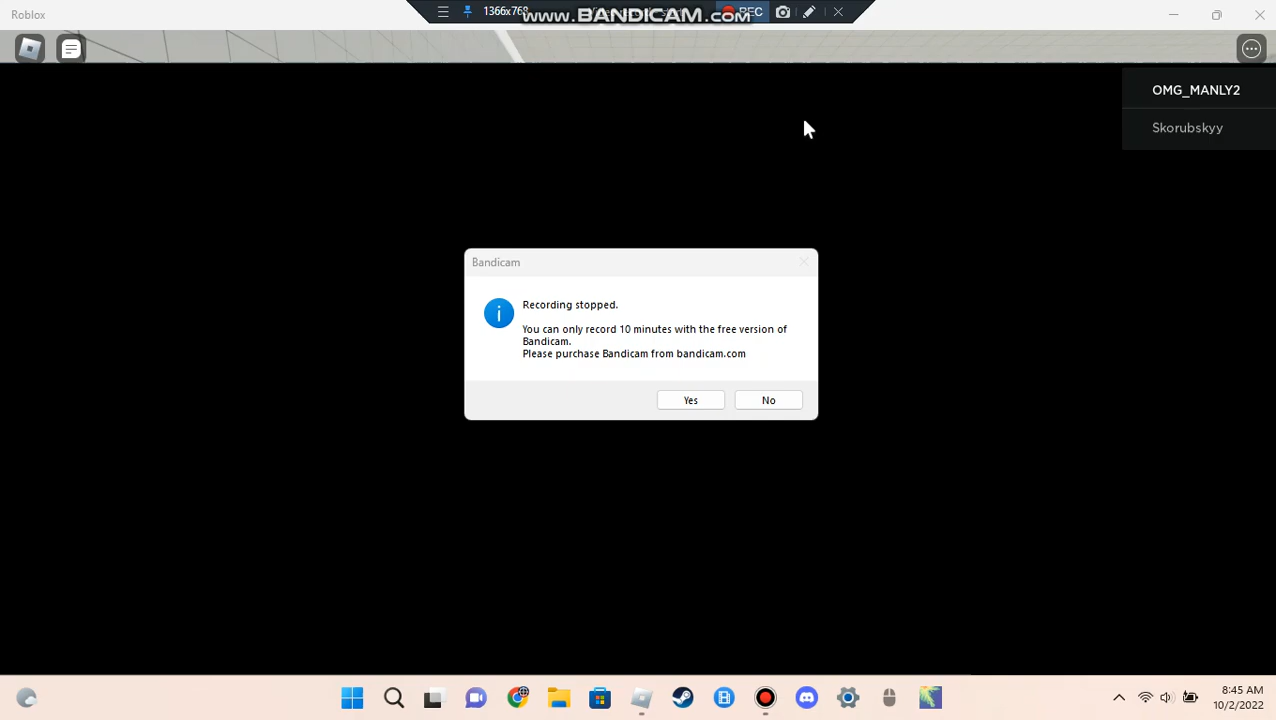 Roblox
1366x768
www.BANDICAM.com
REC
OMG_MANLY2
Skorubskyy
Bandicam
Recording stopped.
You can only record 10 minutes with the free version of
Bandicam.
Please purchase Bandicam from bandicam.com
Yes
No
8:45 AM
10/2/2022